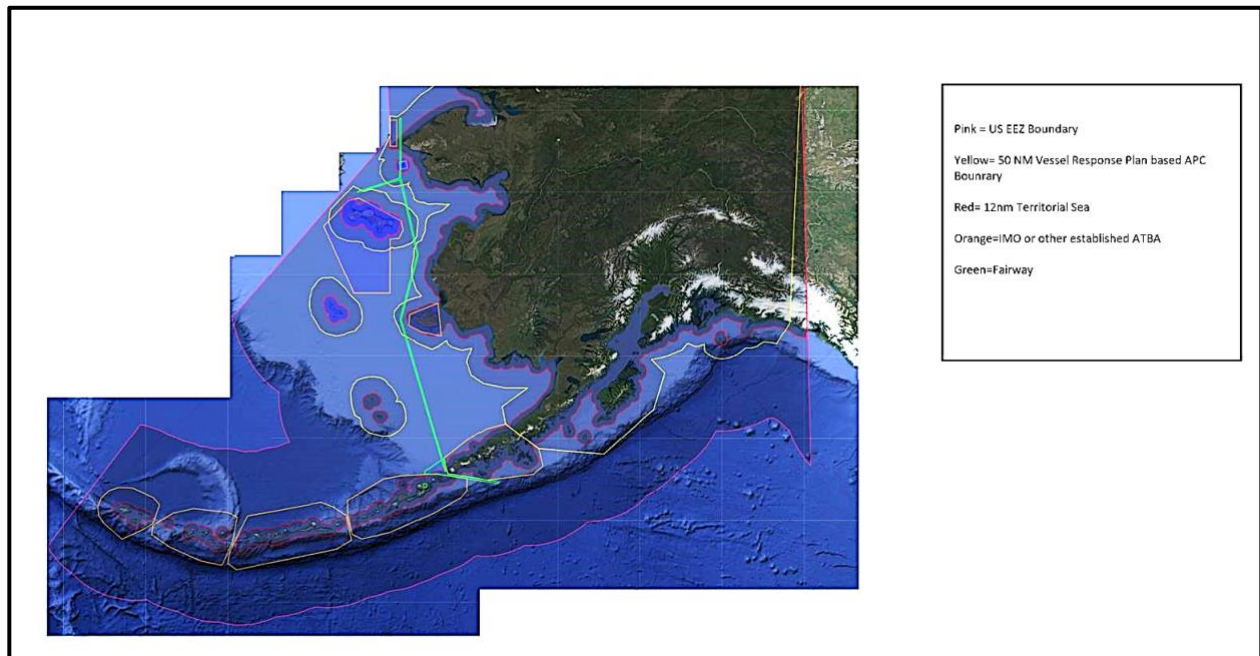 Pink = US EEZ Boundary
Yellow= 50 NM Vessel Response Plan based APC
Bounrary
Red= 12nm Territorial Sea
Orange=IMO or other established ATBA
Green=Fairway